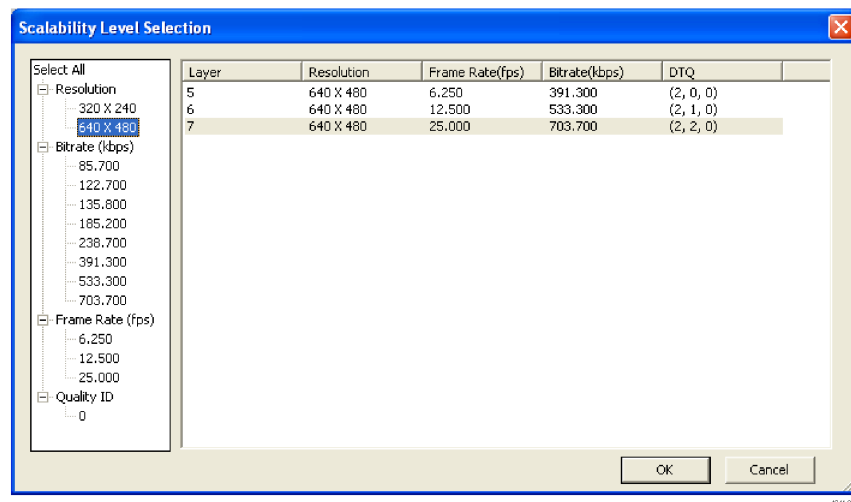 Scalability Level Selection
Select All
Resolution
320 X 240
640 X 480
Bitrate (kbps)
85.700
122.700
135.800
185.200
238.700
391.300
533.300
703.700
Frame Rate (fps)
6.250
12.500
25.000
Quality ID
0
Layer Resolution Frame Rate(fps) Bitrate(kbps) DTQ
5 640 X 480 6.250 391.300 (2, 0, 0)
6 640 X 480 12.500 533.300 (2, 1, 0)
7 640 X 480 25.000 703.700 (2, 2, 0)
OK Cancel